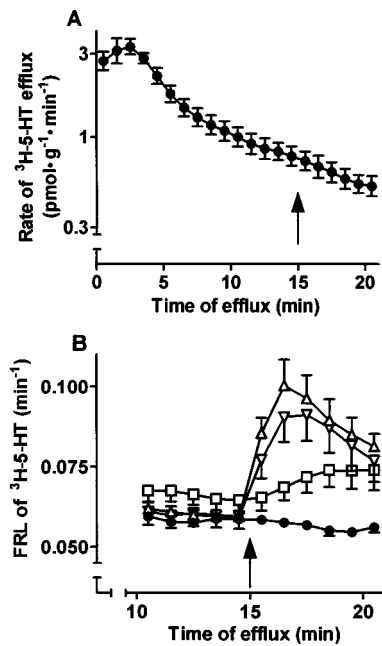 A
Rate of ³H-5-HT efflux
(pmol•g⁻¹•min⁻¹)
3
1
0.3
0 5 10 15 20
Time of efflux (min)
B
FRL of ³H-5-HT (min⁻¹)
0.100
0.075
0.050
10 15 20
Time of efflux (min)